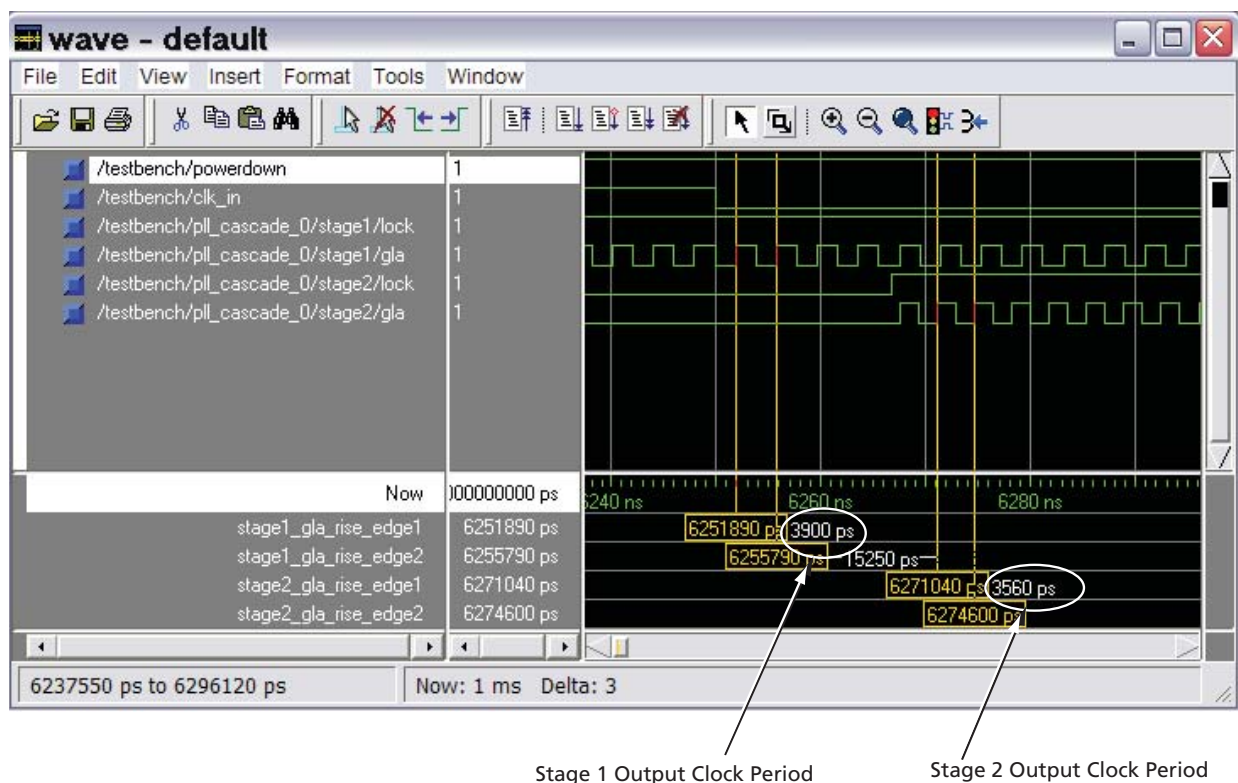 wave - default
File Edit View Insert Format Tools Window
/testbench/powerdown 1
/testbench/clk_in 1
/testbench/pll_cascade_0/stage1/lock 1
/testbench/pll_cascade_0/stage1/gla 1
/testbench/pll_cascade_0/stage2/lock 1
/testbench/pll_cascade_0/stage2/gla 1
Now 000000000 ps 6240 ns 6260 ns 6280 ns
stage1_gla_rise_edge1 6251890 ps 6251890 ps 3900 ps
stage1_gla_rise_edge2 6255790 ps 6255790 ps 15250 ps
stage2_gla_rise_edge1 6271040 ps 6271040 ps 3560 ps
stage2_gla_rise_edge2 6274600 ps 6274600 ps
6237550 ps to 6296120 ps Now: 1 ms Delta: 3
Stage 1 Output Clock Period Stage 2 Output Clock Period